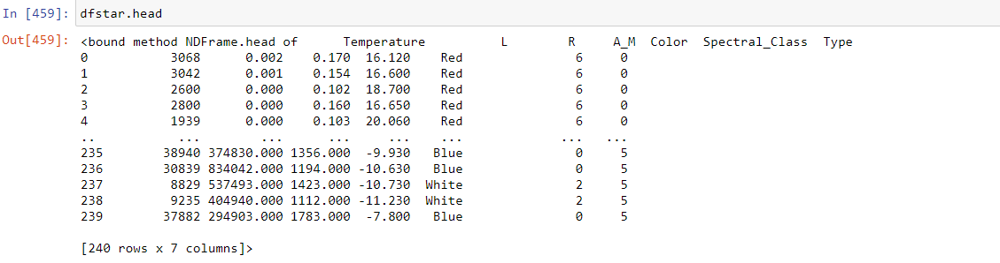 In [459]: dfstar.head
Out[459]: <bound method NDFrame.head of      Temperature          L        R     A_M  Color  Spectral_Class  Type
0           3068      0.002    0.170  16.120    Red               6     0
1           3042      0.001    0.154  16.600    Red               6     0
2           2600      0.000    0.102  18.700    Red               6     0
3           2800      0.000    0.160  16.650    Red               6     0
4           1939      0.000    0.103  20.060    Red               6     0
..           ...        ...      ...     ...    ...             ...   ...
235        38940 374830.000 1356.000  -9.930   Blue               0     5
236        30839 834042.000 1194.000 -10.630   Blue               0     5
237         8829 537493.000 1423.000 -10.730  White               2     5
238         9235 404940.000 1112.000 -11.230  White               2     5
239        37882 294903.000 1783.000  -7.800   Blue               0     5
[240 rows x 7 columns]>